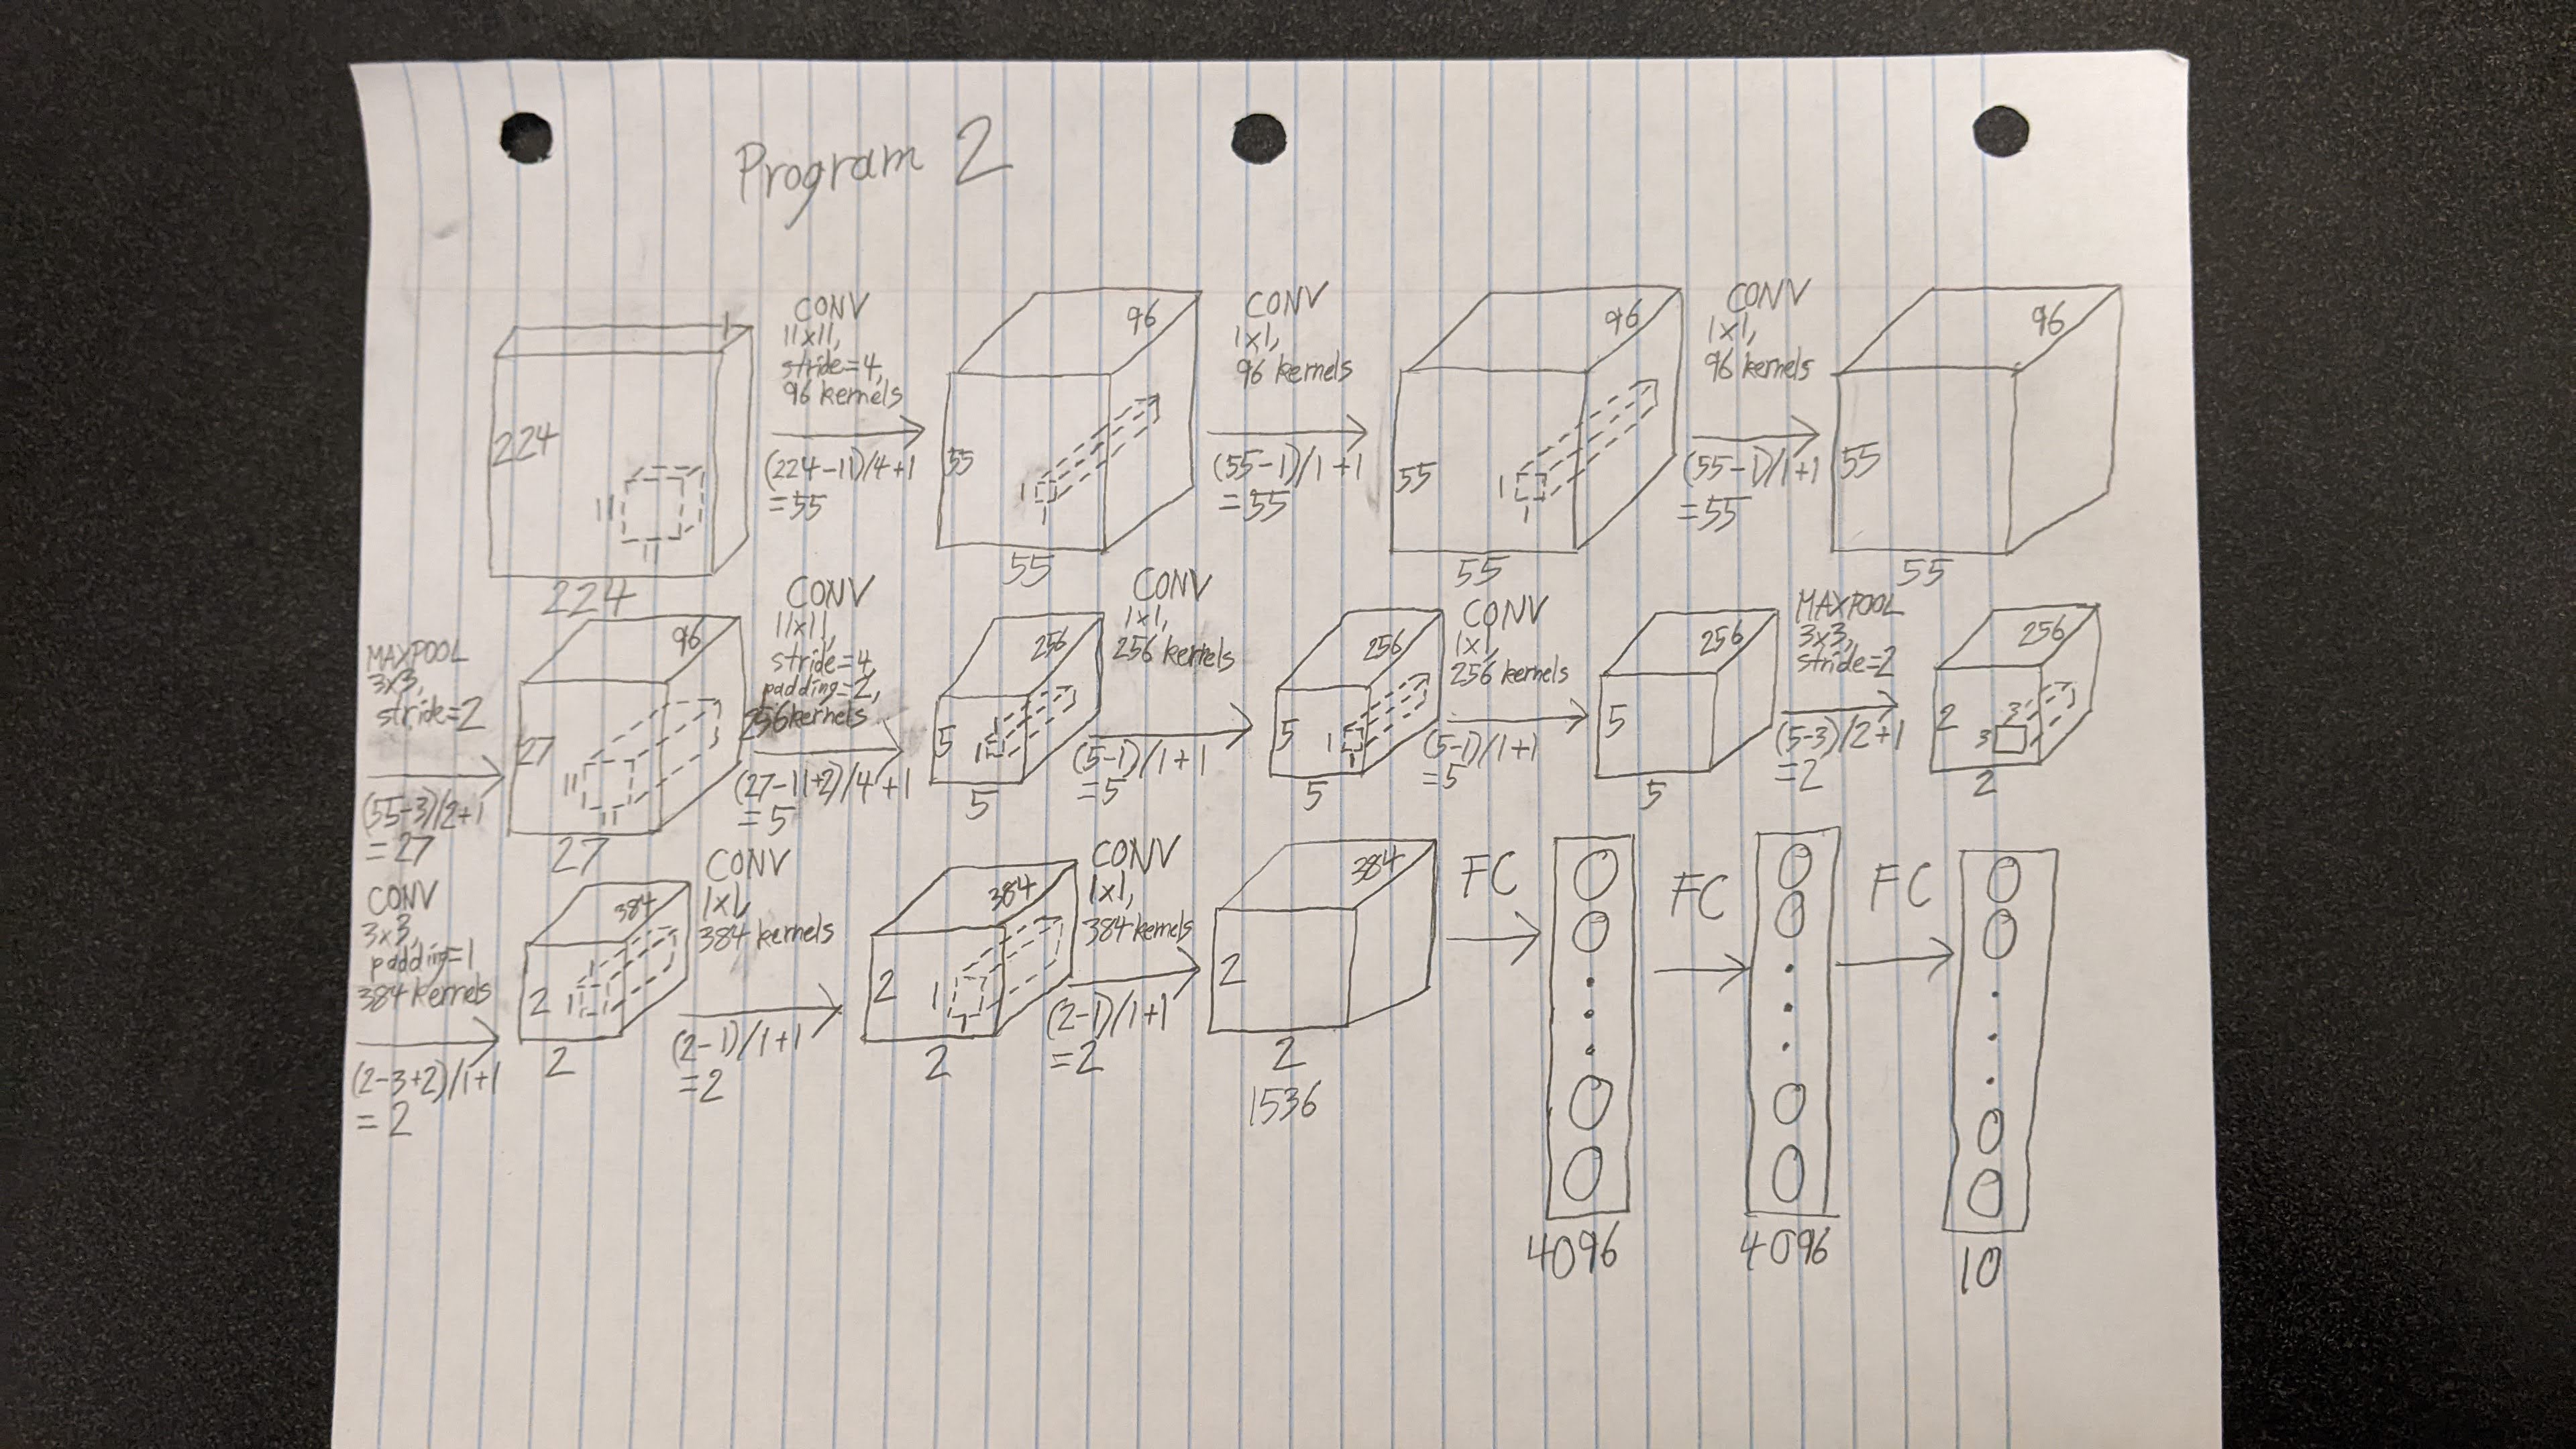 Program 2
1
224
11
11
224
CONV
11x11,
stride=4,
96 kernels
(224-11)/4+1
=55
96
55
1
1
55
CONV
1x1,
96 kernels
(55-1)/1+1
=55
96
55
1
1
55
CONV
1x1,
96 kernels
(55-1)/1+1
=55
96
55
55
MAXPOOL
3x3,
stride=2
(55-3)/2+1
=27
96
27
11
11
27
CONV
11x11,
stride=4,
padding=2,
256 kernels
(27-11+2)/4+1
=5
256
5
1
1
5
CONV
1x1,
256 kernels
(5-1)/1+1
=5
256
5
1
1
5
CONV
1x1
256 kernels
(5-1)/1+1
=5
256
5
5
MAXPOOL
3x3,
stride=2
(5-3)/2+1
=2
256
2
3
3
2
CONV
3x3,
padding=1
384 kernels
(2-3+2)/1+1
=2
384
2
1
1
2
CONV
1x1,
384 kernels
(2-1)/1+1
=2
384
2
1
1
2
CONV
1x1,
384 kernels
(2-1)/1+1
=2
384
2
2
1536
FC
4096
FC
4096
FC
10